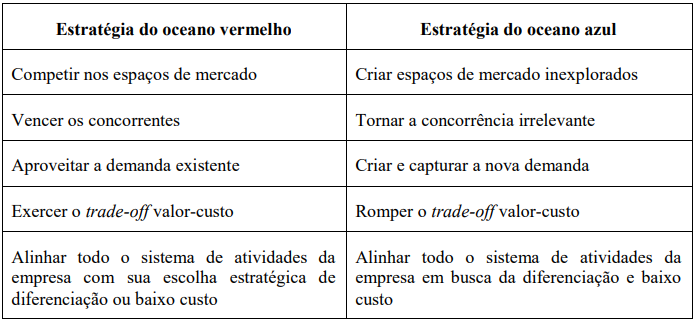 Estratégia do oceano vermelho
Estratégia do oceano azul
Competir nos espaços de mercado
Criar espaços de mercado inexplorados
Vencer os concorrentes
Tornar a concorrência irrelevante
Aproveitar a demanda existente
Criar e capturar a nova demanda
Exercer o trade-off valor-custo
Romper o trade-off valor-custo
Alinhar todo o sistema de atividades da
empresa com sua escolha estratégica de
diferenciação ou baixo custo
Alinhar todo o sistema de atividades da
empresa em busca da diferenciação e baixo
custo